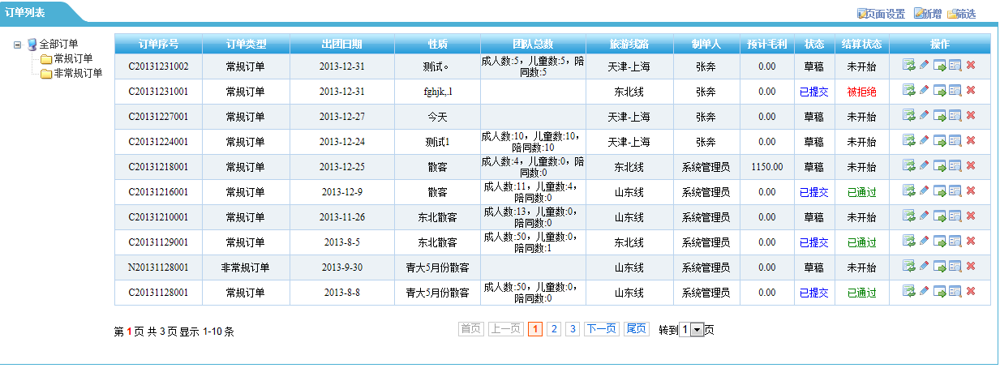 订单列表
页面设置 新增 筛选
全部订单
常规订单
非常规订单
订单序号 订单类型 出团日期 性质 团队总数 旅游线路 制单人 预计毛利 状态 结算状态 操作
C20131231002 常规订单 2013-12-31 测试。 成人数:5，儿童数:5，陪同数:5 天津-上海 张奔 0.00 草稿 未开始
C20131231001 常规订单 2013-12-31 fghjk,.l 东北线 张奔 0.00 已提交 被拒绝
C20131227001 常规订单 2013-12-27 今天 天津-上海 张奔 0.00 草稿 未开始
C20131224001 常规订单 2013-12-24 测试1 成人数:10，儿童数:10，陪同数:10 天津-上海 张奔 0.00 草稿 未开始
C20131218001 常规订单 2013-12-25 散客 成人数:4，儿童数:0，陪同数:0 东北线 系统管理员 1150.00 草稿 未开始
C20131216001 常规订单 2013-12-9 散客 成人数:11，儿童数:4，陪同数:0 山东线 系统管理员 0.00 已提交 已通过
C20131210001 常规订单 2013-11-26 东北散客 成人数:13，儿童数:0，陪同数:0 山东线 系统管理员 0.00 草稿 未开始
C20131129001 常规订单 2013-8-5 东北散客 成人数:50，儿童数:0，陪同数:1 东北线 系统管理员 0.00 已提交 已通过
N20131128001 非常规订单 2013-9-30 青大5月份散客 山东线 系统管理员 0.00 草稿 未开始
C20131128001 常规订单 2013-8-8 青大5月份散客 成人数:50，儿童数:0，陪同数:0 山东线 系统管理员 0.00 已提交 已通过
第 1 页 共 3 页 显示 1-10 条 首页 上一页 1 2 3 下一页 尾页 转到 1 页